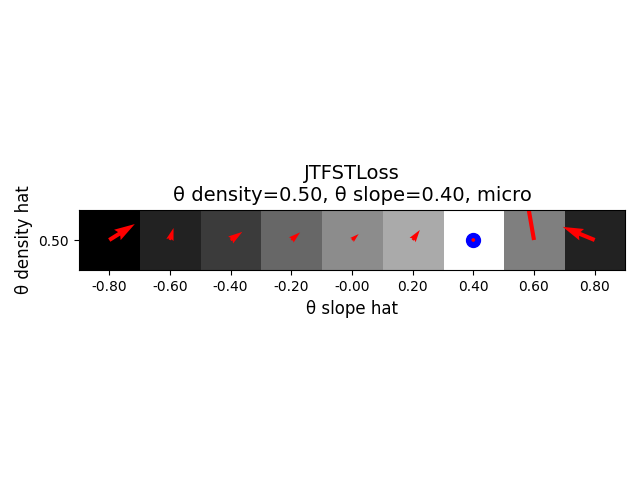 JTFSTLoss
θ density=0.50, θ slope=0.40, micro
θ density hat
0.50
-0.80 -0.60 -0.40 -0.20 -0.00 0.20 0.40 0.60 0.80
θ slope hat